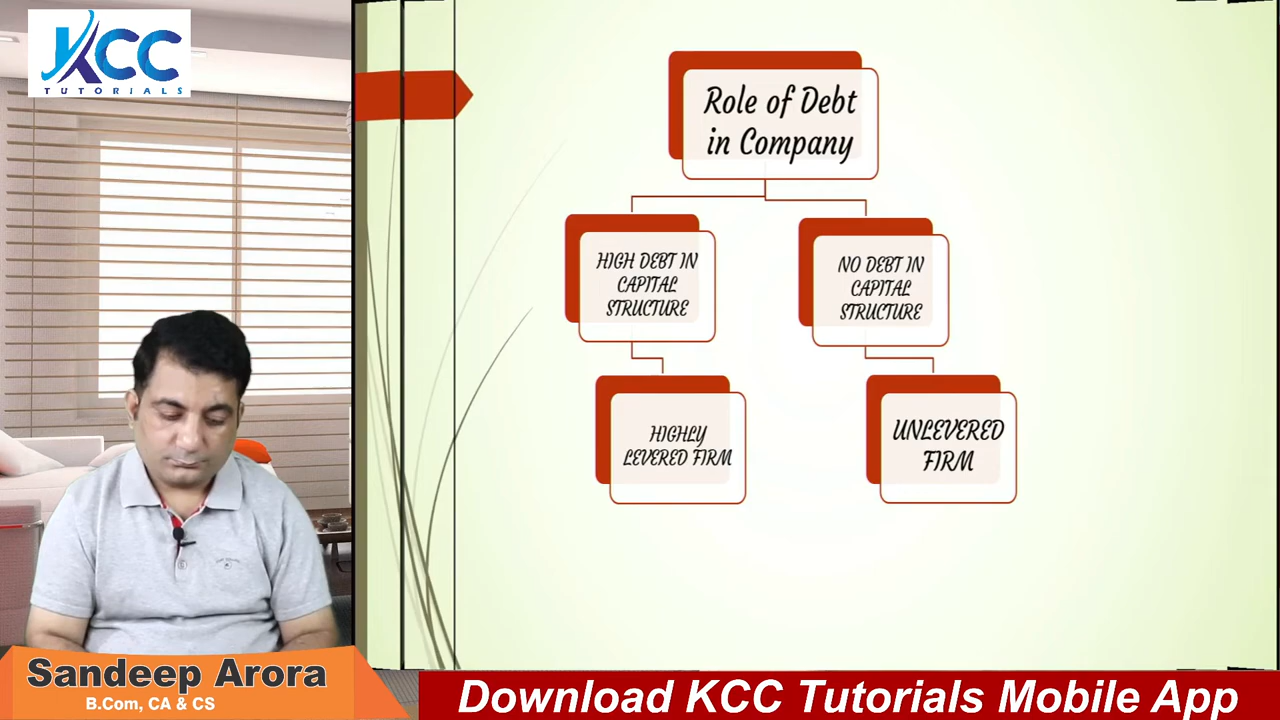 KCC
TUTORIALS
Role of Debt
in Company
HIGH DEBT IN
CAPITAL
STRUCTURE
NO DEBT IN
CAPITAL
STRUCTURE
HIGHLY
LEVERED FIRM
UNLEVERED
FIRM
Sandeep Arora
B.Com, CA & CS
Download KCC Tutorials Mobile App